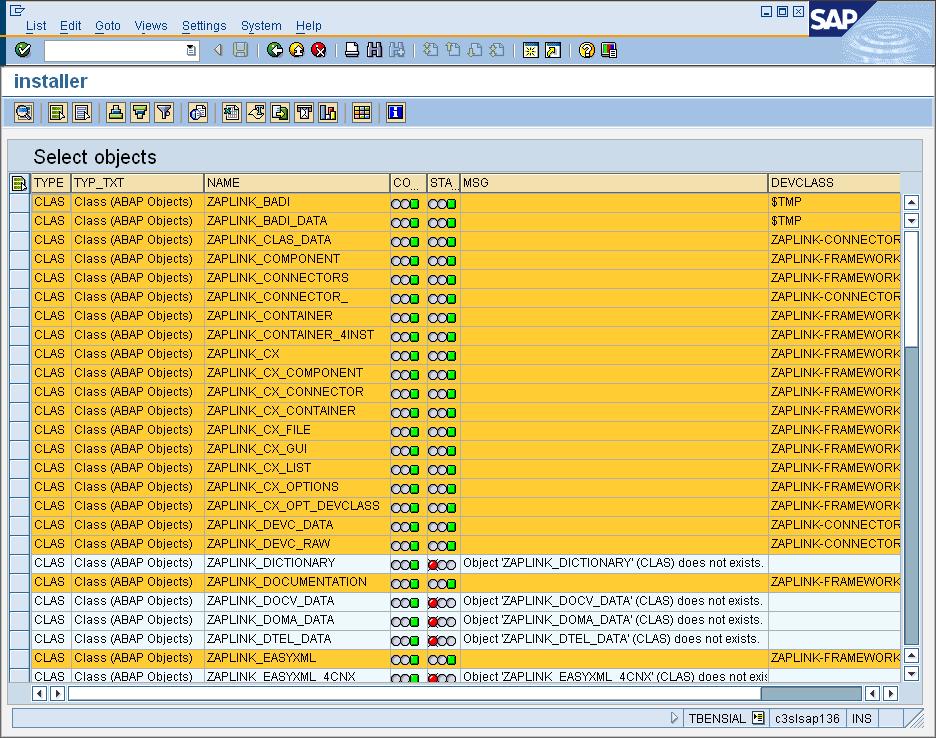 List Edit Goto Views Settings System Help
SAP
installer
Select objects
TYPE TYP_TXT NAME CO... STA... MSG DEVCLASS
CLAS Class (ABAP Objects) ZAPLINK_BADI $TMP
CLAS Class (ABAP Objects) ZAPLINK_BADI_DATA $TMP
CLAS Class (ABAP Objects) ZAPLINK_CLAS_DATA ZAPLINK-CONNECTOR
CLAS Class (ABAP Objects) ZAPLINK_COMPONENT ZAPLINK-FRAMEWORK
CLAS Class (ABAP Objects) ZAPLINK_CONNECTORS ZAPLINK-FRAMEWORK
CLAS Class (ABAP Objects) ZAPLINK_CONNECTOR_ ZAPLINK-CONNECTOR
CLAS Class (ABAP Objects) ZAPLINK_CONTAINER ZAPLINK-FRAMEWORK
CLAS Class (ABAP Objects) ZAPLINK_CONTAINER_4INST ZAPLINK-FRAMEWORK
CLAS Class (ABAP Objects) ZAPLINK_CX ZAPLINK-FRAMEWORK
CLAS Class (ABAP Objects) ZAPLINK_CX_COMPONENT ZAPLINK-FRAMEWORK
CLAS Class (ABAP Objects) ZAPLINK_CX_CONNECTOR ZAPLINK-FRAMEWORK
CLAS Class (ABAP Objects) ZAPLINK_CX_CONTAINER ZAPLINK-FRAMEWORK
CLAS Class (ABAP Objects) ZAPLINK_CX_FILE ZAPLINK-FRAMEWORK
CLAS Class (ABAP Objects) ZAPLINK_CX_GUI ZAPLINK-FRAMEWORK
CLAS Class (ABAP Objects) ZAPLINK_CX_LIST ZAPLINK-FRAMEWORK
CLAS Class (ABAP Objects) ZAPLINK_CX_OPTIONS ZAPLINK-FRAMEWORK
CLAS Class (ABAP Objects) ZAPLINK_CX_OPT_DEVCLASS ZAPLINK-FRAMEWORK
CLAS Class (ABAP Objects) ZAPLINK_DEVC_DATA ZAPLINK-CONNECTOR
CLAS Class (ABAP Objects) ZAPLINK_DEVC_RAW ZAPLINK-CONNECTOR
CLAS Class (ABAP Objects) ZAPLINK_DICTIONARY Object 'ZAPLINK_DICTIONARY' (CLAS) does not exists.
CLAS Class (ABAP Objects) ZAPLINK_DOCUMENTATION ZAPLINK-FRAMEWORK
CLAS Class (ABAP Objects) ZAPLINK_DOCV_DATA Object 'ZAPLINK_DOCV_DATA' (CLAS) does not exists.
CLAS Class (ABAP Objects) ZAPLINK_DOMA_DATA Object 'ZAPLINK_DOMA_DATA' (CLAS) does not exists.
CLAS Class (ABAP Objects) ZAPLINK_DTEL_DATA Object 'ZAPLINK_DTEL_DATA' (CLAS) does not exists.
CLAS Class (ABAP Objects) ZAPLINK_EASYXML ZAPLINK-FRAMEWORK
CLAS Class (ABAP Objects) ZAPLINK_EASYXML_4CNX Object 'ZAPLINK_EASYXML_4CNX' (CLAS) does not exis
TBENSIAL c3slsap136 INS